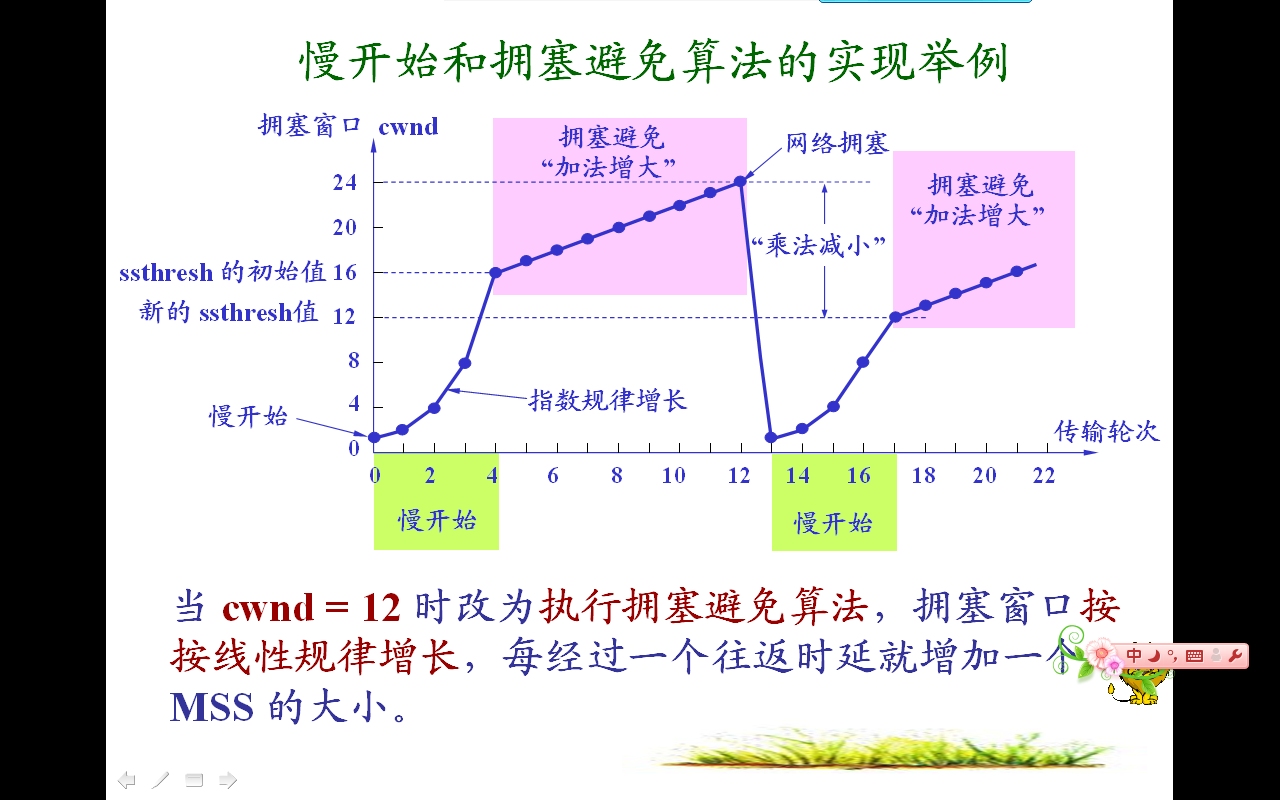 慢开始和拥塞避免算法的实现举例
拥塞窗口 cwnd
拥塞避免
“加法增大”
网络拥塞
拥塞避免
“加法增大”
24
20
“乘法减小”
ssthresh 的初始值 16
新的 ssthresh值 12
8
4
0
指数规律增长
慢开始
传输轮次
0 2 4 6 8 10 12 14 16 18 20 22
慢开始
慢开始
当 cwnd = 12 时改为执行拥塞避免算法，拥塞窗口按
按线性规律增长，每经过一个往返时延就增加一个
MSS 的大小。
中